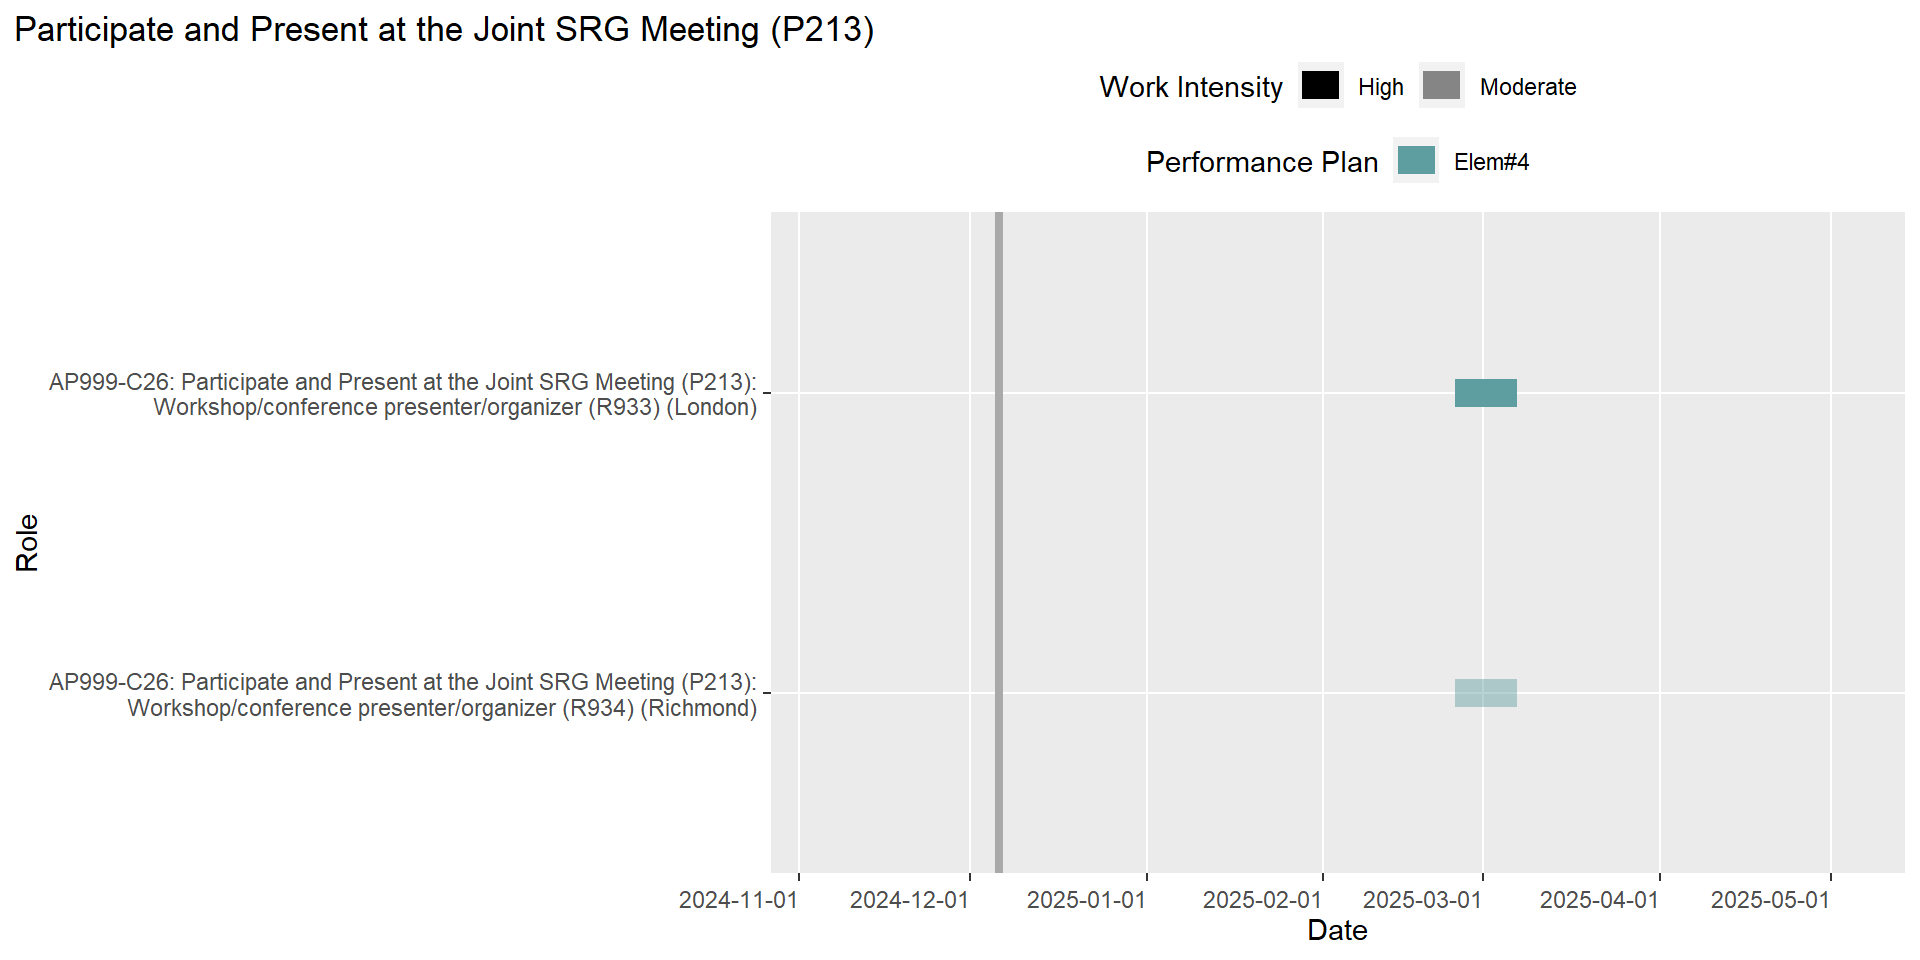 Participate and Present at the Joint SRG Meeting (P213)
Work Intensity High Moderate
Performance Plan Elem#4
AP999-C26: Participate and Present at the Joint SRG Meeting (P213):
Workshop/conference presenter/organizer (R933) (London)
Role
AP999-C26: Participate and Present at the Joint SRG Meeting (P213):
Workshop/conference presenter/organizer (R934) (Richmond)
2024-11-01 2024-12-01 2025-01-01 2025-02-01 2025-03-01 2025-04-01 2025-05-01
Date